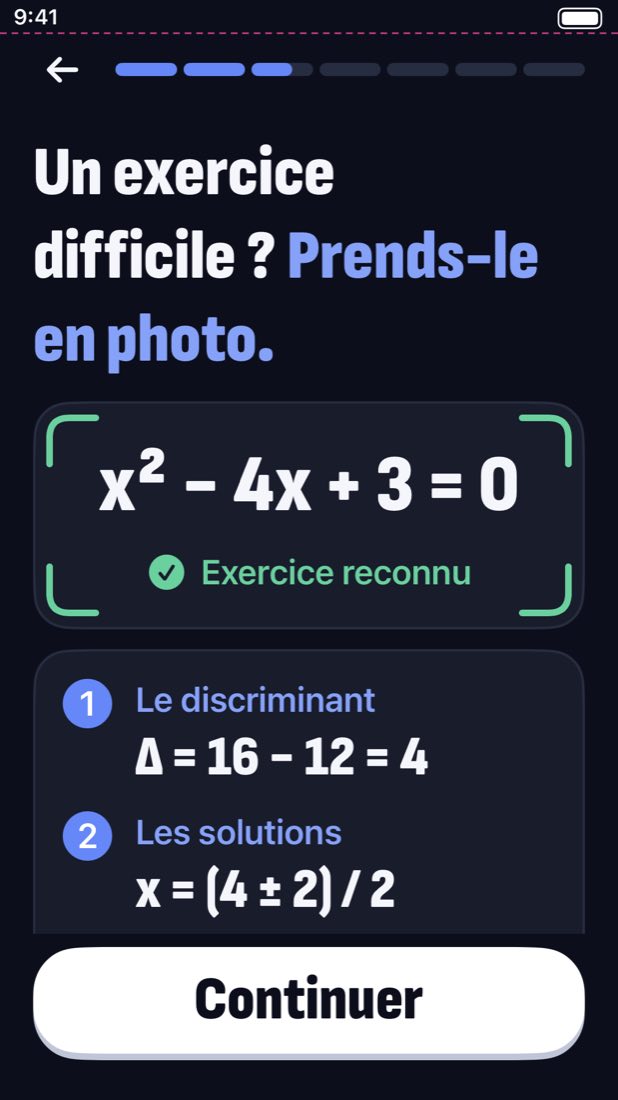 9:41
Un exercice
difficile ? Prends-le
en photo.
x² – 4x + 3 = 0
Exercice reconnu
1 Le discriminant
Δ = 16 – 12 = 4
2 Les solutions
x = (4 ± 2) / 2
Continuer